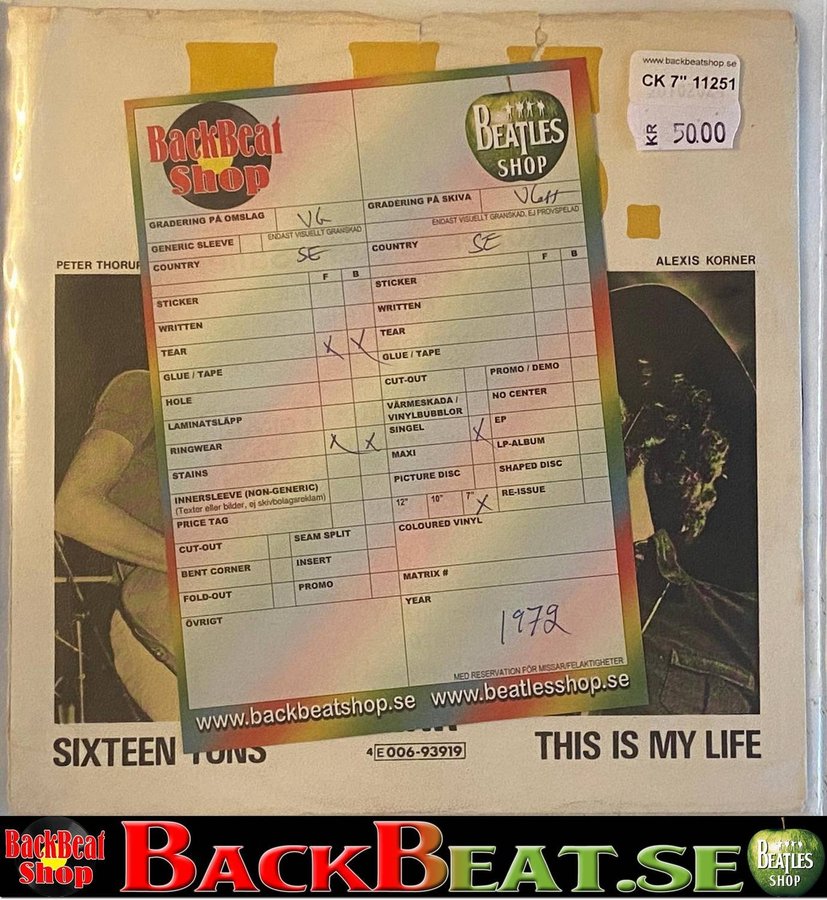 www.backbeatshop.se
CK 7" 11251
KR 50.00
BackBeat
Shop
BEATLES
SHOP
GRADERING PÅ OMSLAG VG
ENDAST VISUELLT GRANSKAD
GRADERING PÅ SKIVA
ENDAST VISUELLT GRANSKAD, EJ PROVSPELAD
GENERIC SLEEVE
COUNTRY SE
COUNTRY SE
F B
F B
STICKER
WRITTEN
TEAR X X
GLUE / TAPE
HOLE
LAMINATSLÄPP
RINGWEAR X X
STAINS
INNERSLEEVE (NON-GENERIC)
(Texter eller bilder, ej skivbolagsreklam)
PRICE TAG
CUT-OUT
SEAM SPLIT
BENT CORNER
INSERT
FOLD-OUT
PROMO
ÖVRIGT
STICKER
WRITTEN
TEAR
GLUE / TAPE
CUT-OUT
PROMO / DEMO
VÄRMESKADA /
VINYLBUBBLOR
NO CENTER
SINGEL X
EP
MAXI
LP-ALBUM
PICTURE DISC
SHAPED DISC
12" 10" 7" X
RE-ISSUE
COLOURED VINYL
MATRIX #
YEAR
1972
MED RESERVATION FÖR MISSAR/FELAKTIGHETER
www.backbeatshop.se www.beatlesshop.se
PETER THORUP
ALEXIS KORNER
SIXTEEN TONS
4E006-93919
THIS IS MY LIFE
BackBeat
Shop
BACKBEAT.SE
BEATLES
SHOP